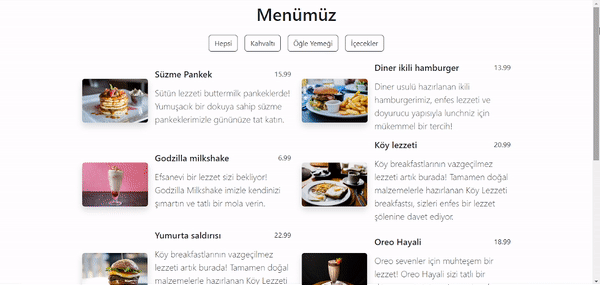 Menümüz
Hepsi Kahvaltı Öğle Yemeği İçecekler
Süzme Pankek 15.99
Sütün lezzeti buttermilk pankeklerde!
Yumuşacık bir dokuya sahip süzme
pankeklerimizle gününüze tat katın.
Diner ikili hamburger 13.99
Diner usulü hazırlanan ikili
hamburgerimiz, enfes lezzeti ve
doyurucu yapısıyla lunchniz için
mükemmel bir tercih!
Godzilla milkshake 6.99
Efsanevi bir lezzet sizi bekliyor!
Godzilla Milkshake imizle kendinizi
şımartın ve tatlı bir mola verin.
Köy lezzeti 20.99
Köy breakfastlarının vazgeçilmez
lezzeti artık burada! Tamamen doğal
malzemelerle hazırlanan Köy Lezzeti
breakfastsı, sizleri enfes bir lezzet
şölenine davet ediyor.
Yumurta saldırısı 22.99
Köy breakfastlarının vazgeçilmez
lezzeti artık burada! Tamamen doğal
malzemelerle hazırlanan Köy Lezzeti
Oreo Hayali 18.99
Oreo sevenler için muhteşem bir
lezzet! Oreo Hayali sizi tatlı bir